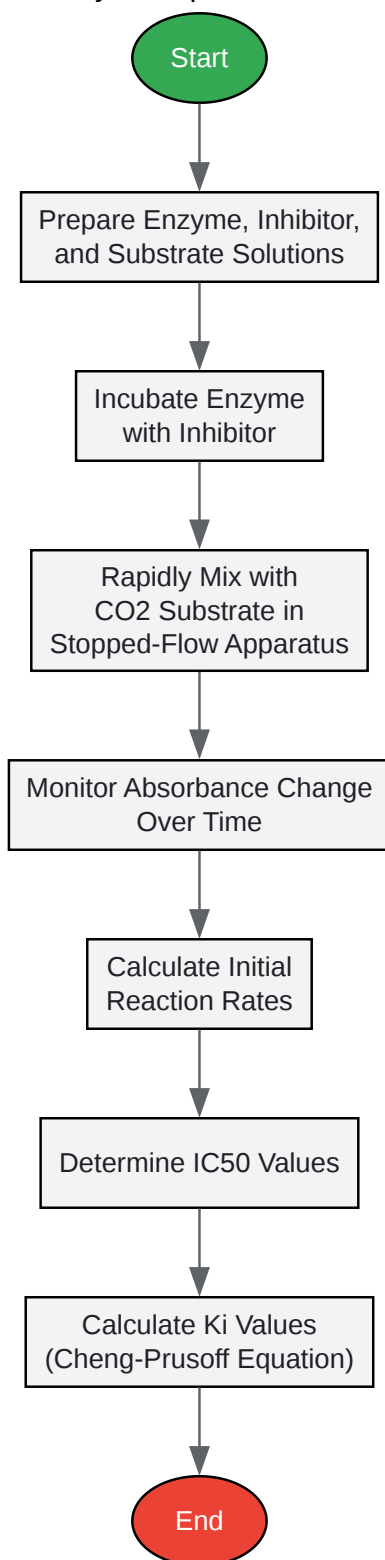 Start
Prepare Enzyme, Inhibitor,
and Substrate Solutions
Incubate Enzyme
with Inhibitor
Rapidly Mix with
CO2 Substrate in
Stopped-Flow Apparatus
Monitor Absorbance Change
Over Time
Calculate Initial
Reaction Rates
Determine IC50 Values
Calculate Ki Values
(Cheng-Prusoff Equation)
End